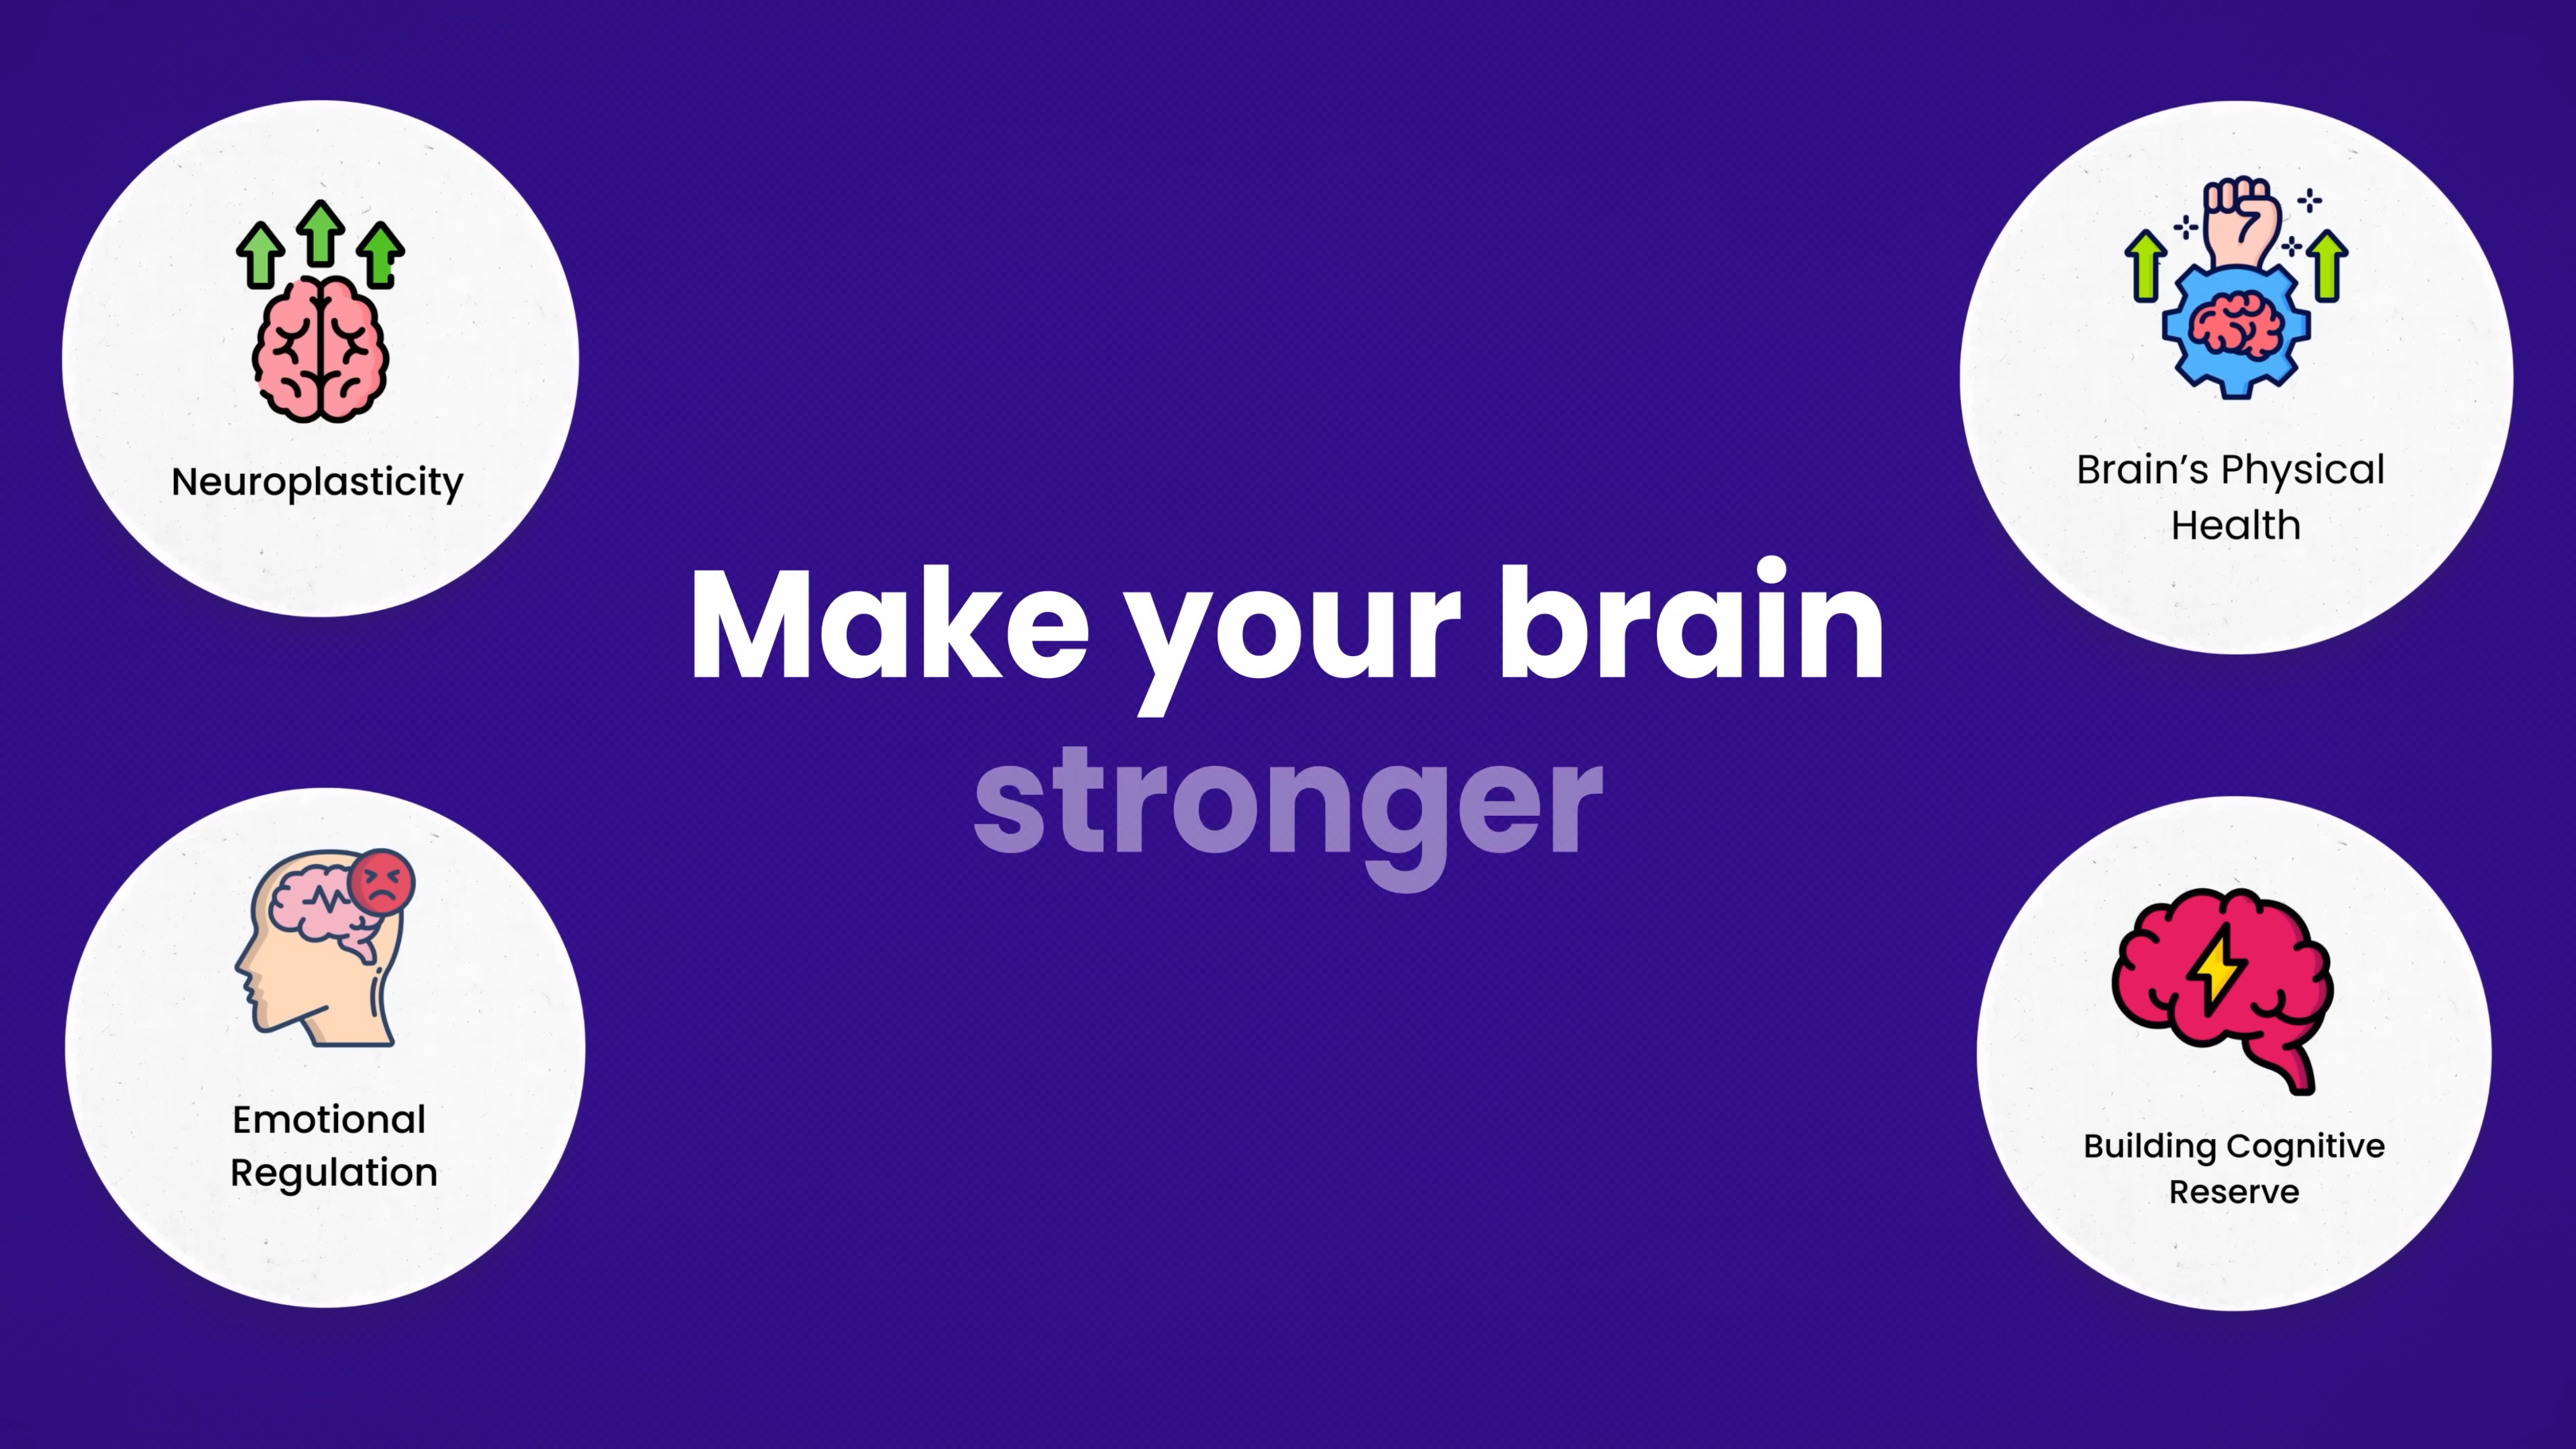 Neuroplasticity
Brain’s Physical
Health
Make your brain
stronger
Emotional
Regulation
Building Cognitive
Reserve